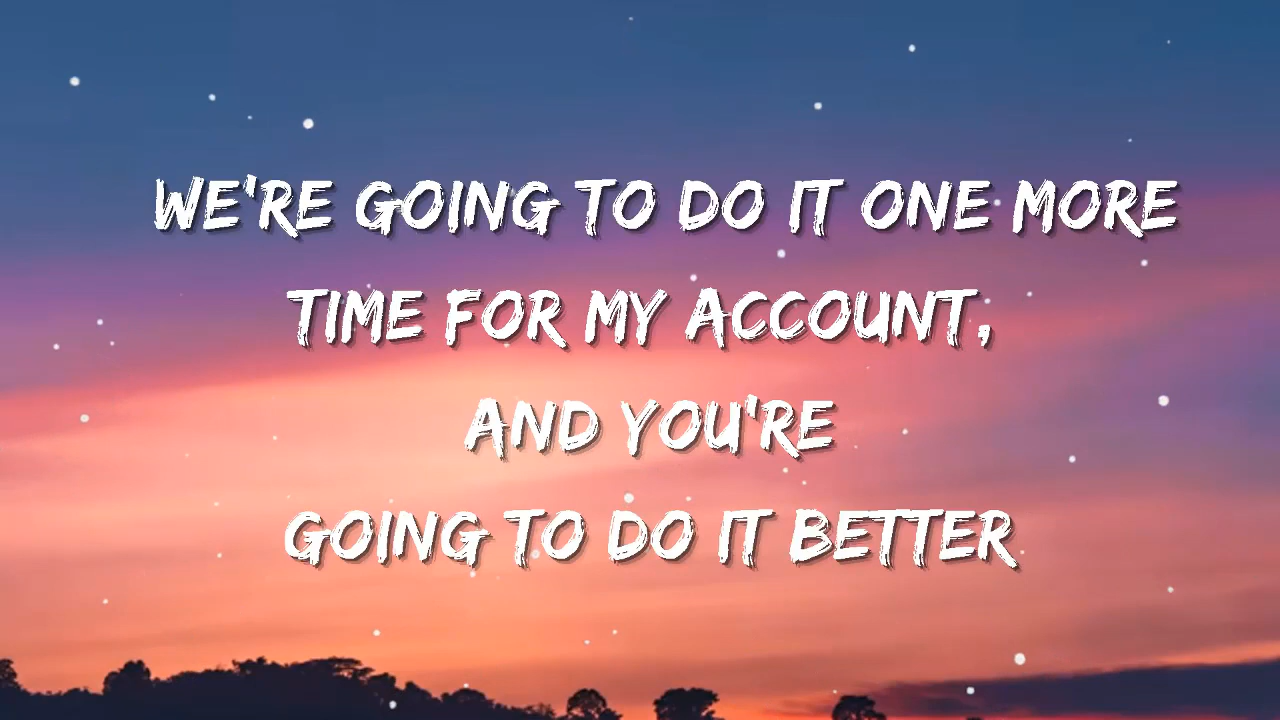 WE'RE GOING TO DO IT ONE MORE
TIME FOR MY ACCOUNT,
AND YOU'RE
GOING TO DO IT BETTER